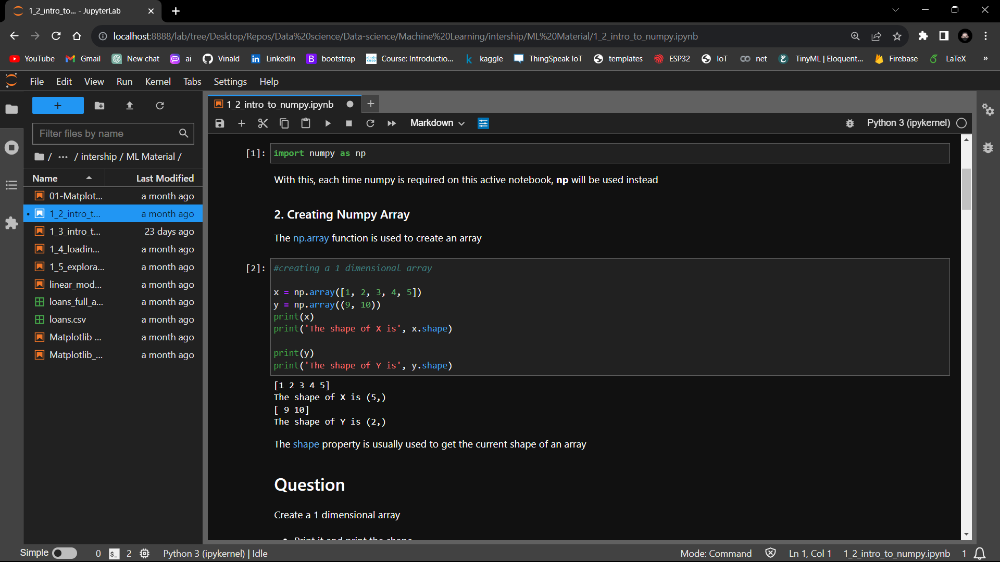 1_2_intro_to... - JupyterLab
localhost:8888/lab/tree/Desktop/Repos/Data%20science/Data-science/Machine%20Learning/intership/ML%20Material/1_2_intro_to_numpy.ipynb
YouTube Gmail New chat ai Vinald LinkedIn bootstrap Course: Introductio... kaggle ThingSpeak IoT templates ESP32 IoT net TinyML | Eloquent... Firebase LaTeX »
File Edit View Run Kernel Tabs Settings Help
1_2_intro_to_numpy.ipynb
Markdown
Python 3 (ipykernel)
Filter files by name
/ ... / intership / ML Material /
Name Last Modified
01-Matplot... a month ago
1_2_intro_t... a month ago
1_3_intro_t... 23 days ago
1_4_loadin... a month ago
1_5_explora... a month ago
linear_mod... a month ago
loans_full_a... a month ago
loans.csv a month ago
Matplotlib ... a month ago
Matplotlib_... a month ago
[1]: import numpy as np
With this, each time numpy is required on this active notebook, np will be used instead
2. Creating Numpy Array
The np.array function is used to create an array
[2]: #creating a 1 dimensional array
x = np.array([1, 2, 3, 4, 5])
y = np.array((9, 10))
print(x)
print('The shape of X is', x.shape)
print(y)
print('The shape of Y is', y.shape)
[1 2 3 4 5]
The shape of X is (5,)
[ 9 10]
The shape of Y is (2,)
The shape property is usually used to get the current shape of an array
Question
Create a 1 dimensional array
• Print it and print the shape
Simple 0 $_ 2 Python 3 (ipykernel) | Idle
Mode: Command Ln 1, Col 1 1_2_intro_to_numpy.ipynb 1